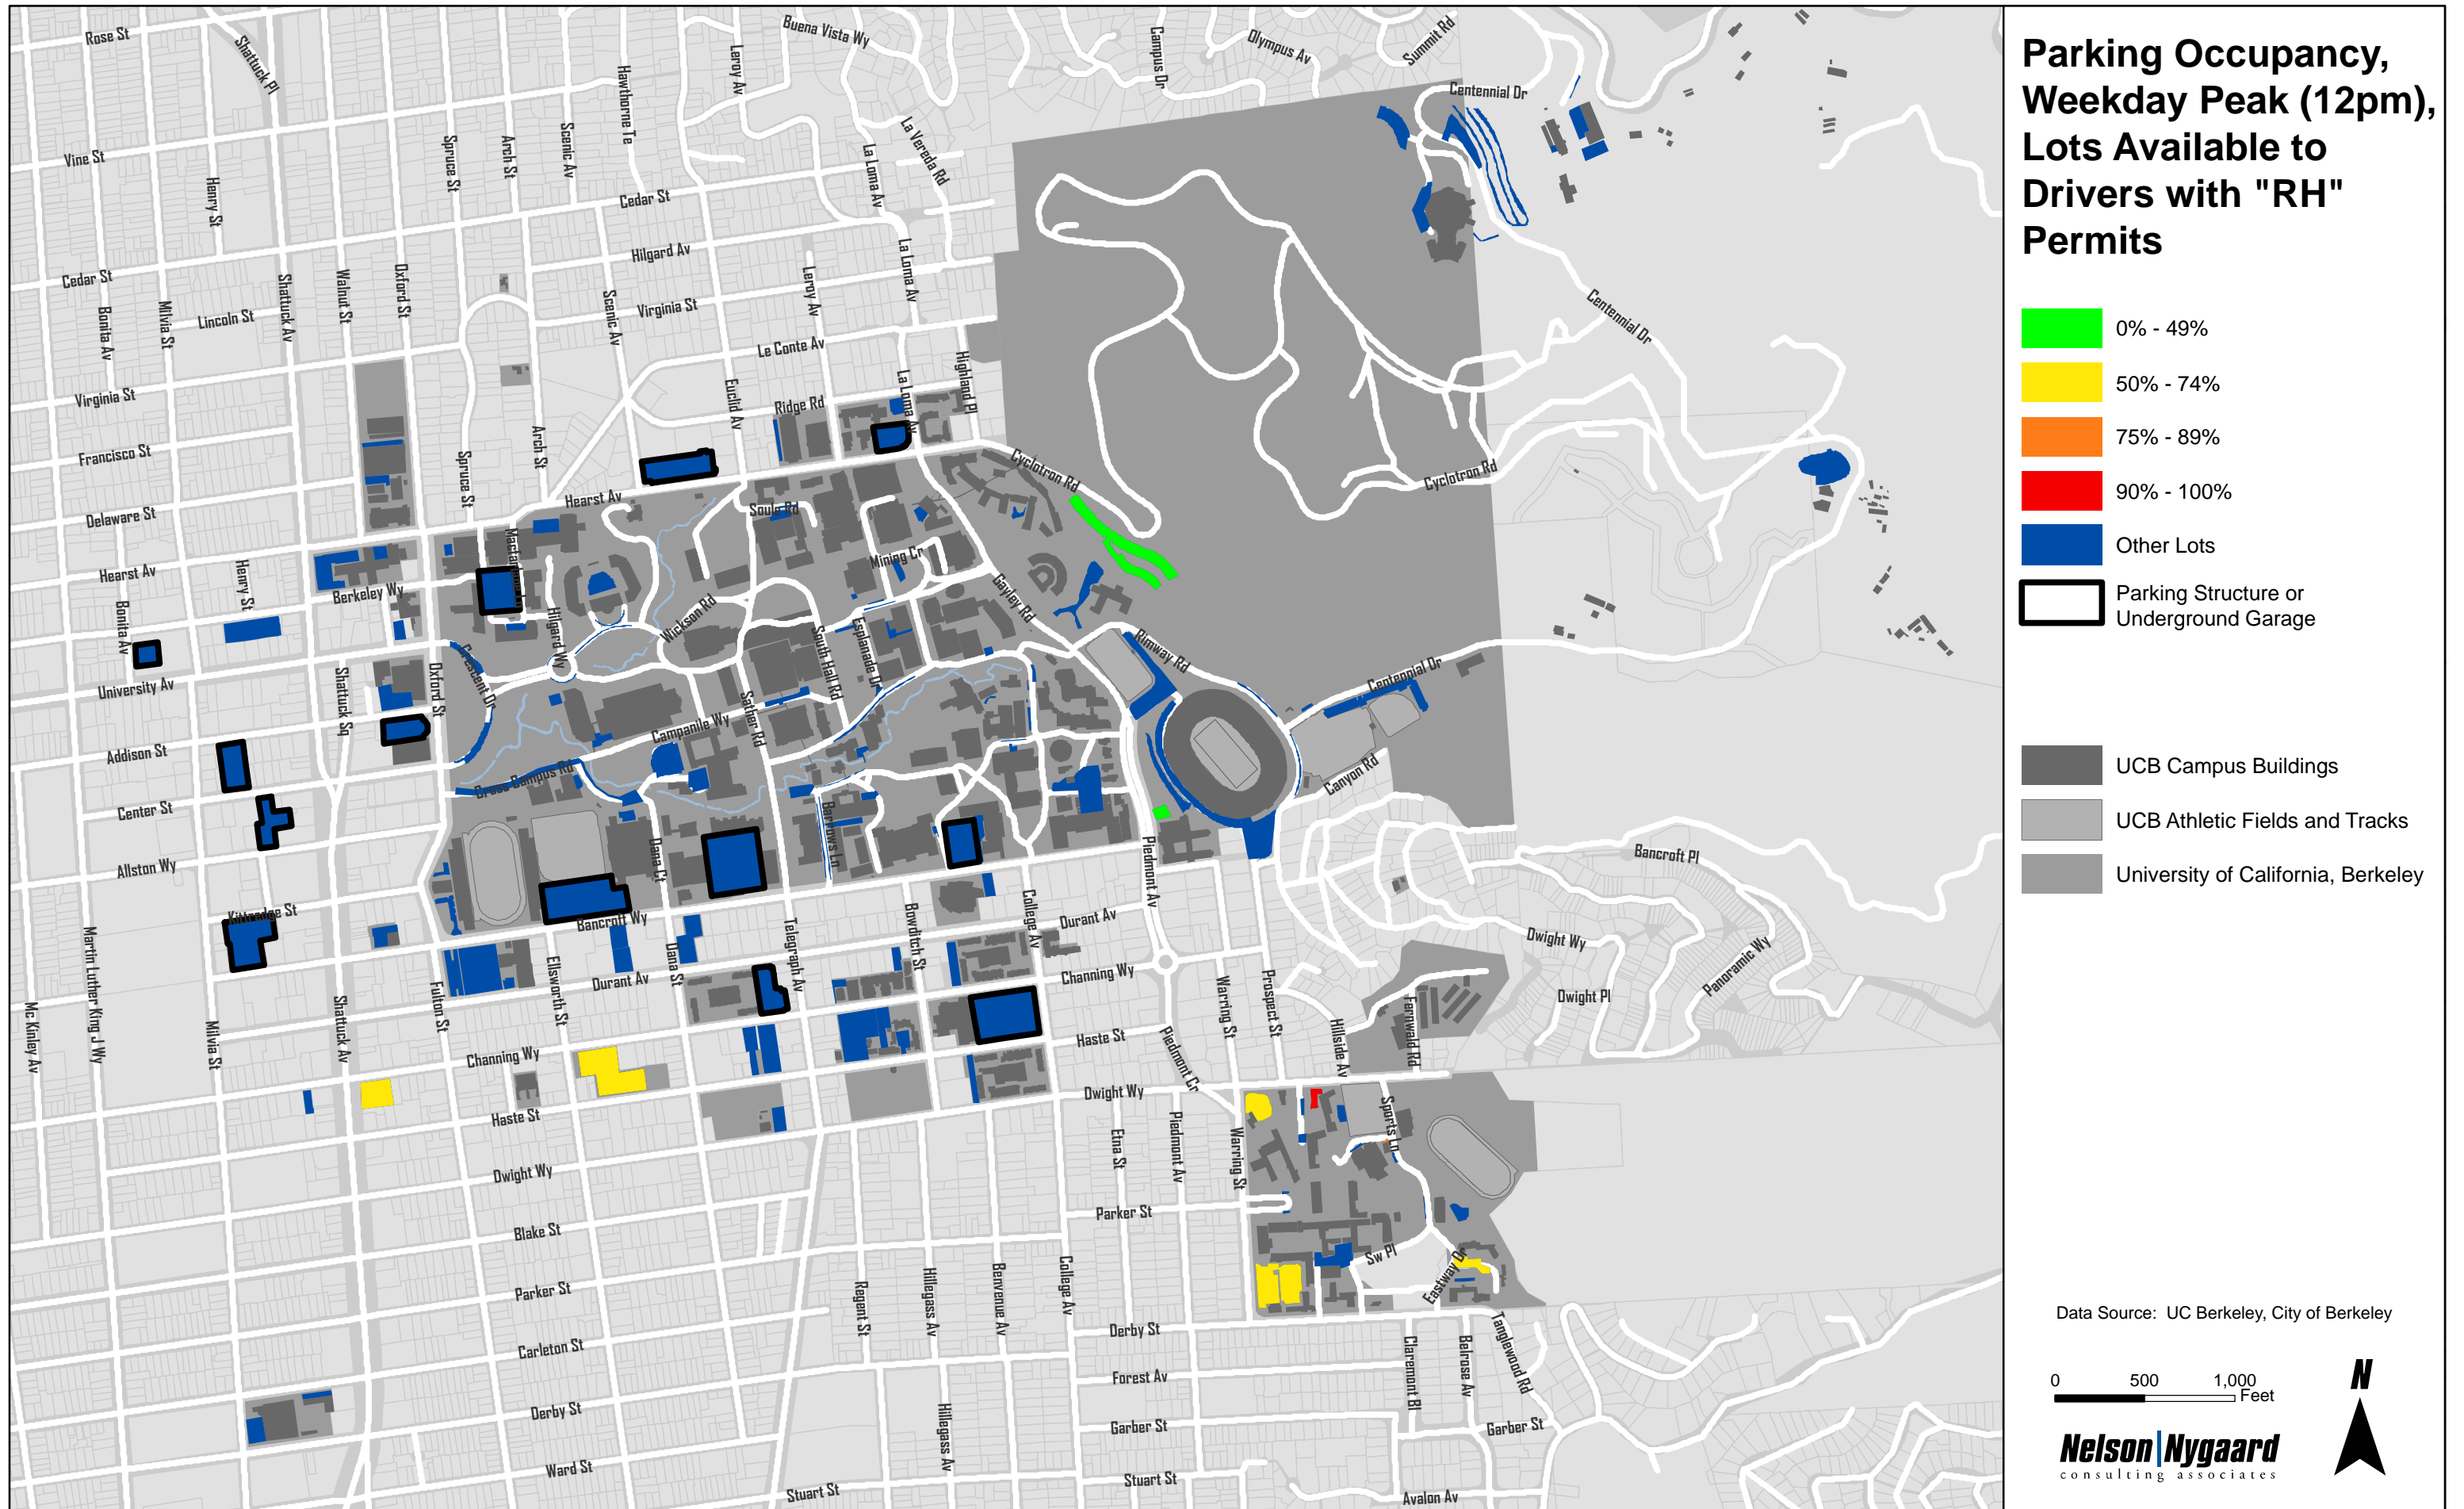 Parking Occupancy,
Weekday Peak (12pm),
Lots Available to
Drivers with "RH"
Permits
0% - 49%
50% - 74%
75% - 89%
90% - 100%
Other Lots
Parking Structure or
Underground Garage
UCB Campus Buildings
UCB Athletic Fields and Tracks
University of California, Berkeley
Data Source: UC Berkeley, City of Berkeley
0 500 1,000
Feet
N
Nelson|Nygaard
consulting associates
Rose St
Shattuck Pl
Buena Vista Wy
Leroy Av
Hawthorne Te
Campus Dr
Olympus Av
Summit Rd
Centennial Dr
Vine St
Henry St
Spruce St
Arch St
Scenic Av
La Loma Av
La Vereda Rd
Cedar St
Hilgard Av
Cedar St
Bonita Av
Milvia St
Lincoln St
Shattuck Av
Walnut St
Oxford St
Scenic Av
Virginia St
Leroy Av
La Loma Av
Centennial Dr
Le Conte Av
Highland Pl
Virginia St
Euclid Av
Ridge Rd
La Loma Av
Francisco St
Spruce St
Arch St
Cyclotron Rd
Cyclotron Rd
Delaware St
Hearst Av
Soule Rd
Hearst Av
Henry St
Berkeley Wy
Mining Cr
Gayley Rd
Bonita Av
Hilgard Wy
Wickson Rd
South Hall Rd
Esplanade Dr
Rimway Rd
University Av
Shattuck Sq
Oxford St
Crescent Dr
Sather Rd
Campanile Wy
Centennial Dr
Addison St
Cross Campus Rd
Canyon Rd
Center St
Barrows Ln
Dana Ct
Piedmont Av
Allston Wy
Bancroft Pl
Kittredge St
Bancroft Wy
Telegraph Av
Bowditch St
College Av
Durant Av
Martin Luther King J Wy
Mc Kinley Av
Milvia St
Shattuck Av
Fulton St
Ellsworth St
Durant Av
Dana St
Channing Wy
Warring St
Prospect St
Dwight Wy
Dwight Pl
Panoramic Wy
Channing Wy
Haste St
Piedmont Cr
Hillside Av
Fernwald Rd
Haste St
Dwight Wy
Etna St
Piedmont Av
Warring St
Sports Ln
Dwight Wy
Parker St
Blake St
Sw Pl
Eastway Dr
Parker St
Regent St
Hillegass Av
Benvenue Av
College Av
Carleton St
Derby St
Claremont Bl
Belrose Av
Tanglewood Rd
Forest Av
Derby St
Hillegass Av
Garber St
Garber St
Ward St
Stuart St
Stuart St
Avalon Av